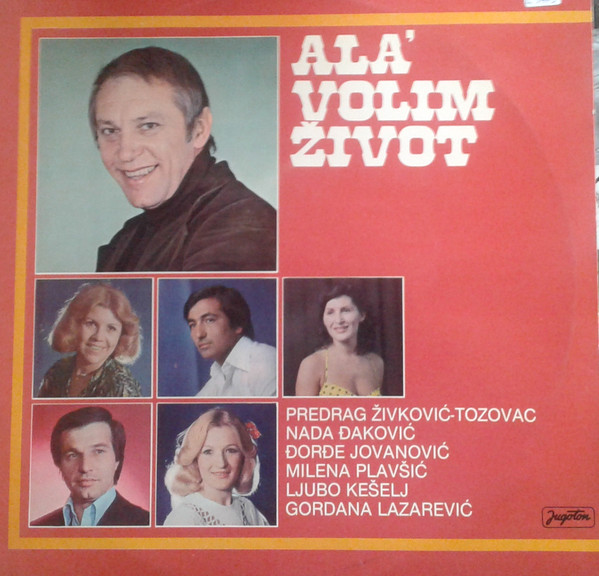 ALA'
VOLIM
ŽIVOT
PREDRAG ŽIVKOVIĆ-TOZOVAC
NADA ĐAKOVIĆ
ĐORĐE JOVANOVIĆ
MILENA PLAVŠIĆ
LJUBO KEŠELJ
GORDANA LAZAREVIĆ
Jugoton